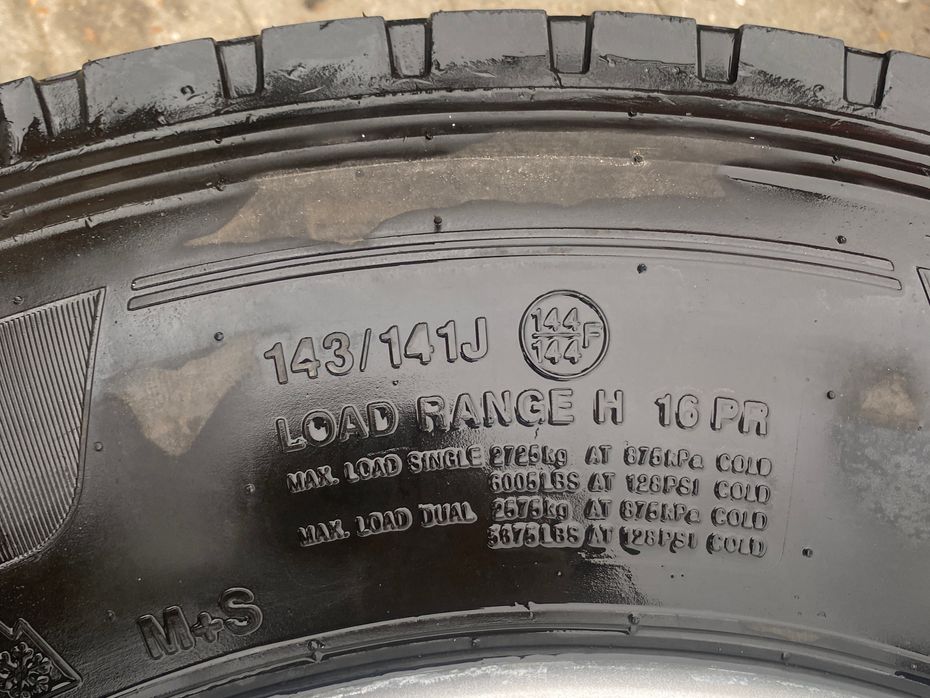 143/141J
144
144 F
LOAD RANGE H 16 PR
MAX. LOAD SINGLE 2725kg AT 875kPa COLD
6005LBS AT 128PSI COLD
MAX. LOAD DUAL 2575kg AT 875kPa COLD
5675LBS AT 128PSI COLD
M+S